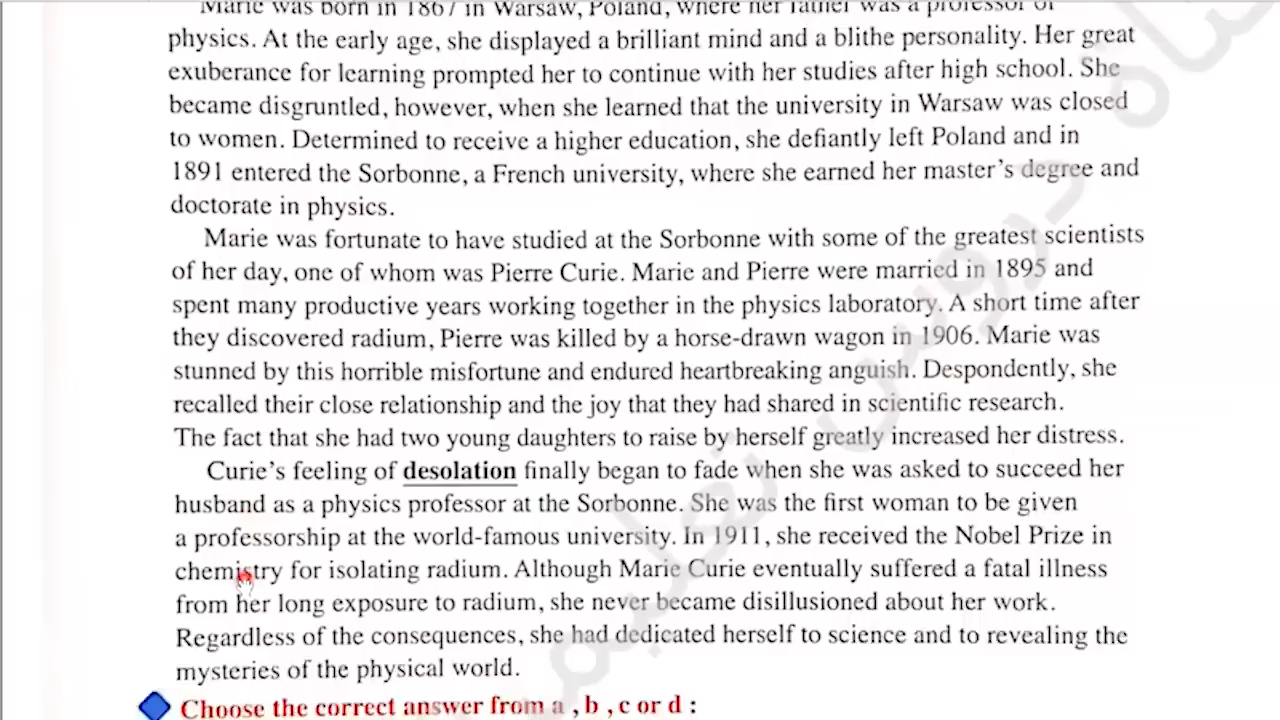 Marie was born in 1867 in Warsaw, Poland, where her father was a professor of
physics. At the early age, she displayed a brilliant mind and a blithe personality. Her great
exuberance for learning prompted her to continue with her studies after high school. She
became disgruntled, however, when she learned that the university in Warsaw was closed
to women. Determined to receive a higher education, she defiantly left Poland and in
1891 entered the Sorbonne, a French university, where she earned her master's degree and
doctorate in physics.
Marie was fortunate to have studied at the Sorbonne with some of the greatest scientists
of her day, one of whom was Pierre Curie. Marie and Pierre were married in 1895 and
spent many productive years working together in the physics laboratory. A short time after
they discovered radium, Pierre was killed by a horse-drawn wagon in 1906. Marie was
stunned by this horrible misfortune and endured heartbreaking anguish. Despondently, she
recalled their close relationship and the joy that they had shared in scientific research.
The fact that she had two young daughters to raise by herself greatly increased her distress.
Curie's feeling of desolation finally began to fade when she was asked to succeed her
husband as a physics professor at the Sorbonne. She was the first woman to be given
a professorship at the world-famous university. In 1911, she received the Nobel Prize in
chemistry for isolating radium. Although Marie Curie eventually suffered a fatal illness
from her long exposure to radium, she never became disillusioned about her work.
Regardless of the consequences, she had dedicated herself to science and to revealing the
mysteries of the physical world.
Choose the correct answer from a , b , c or d :